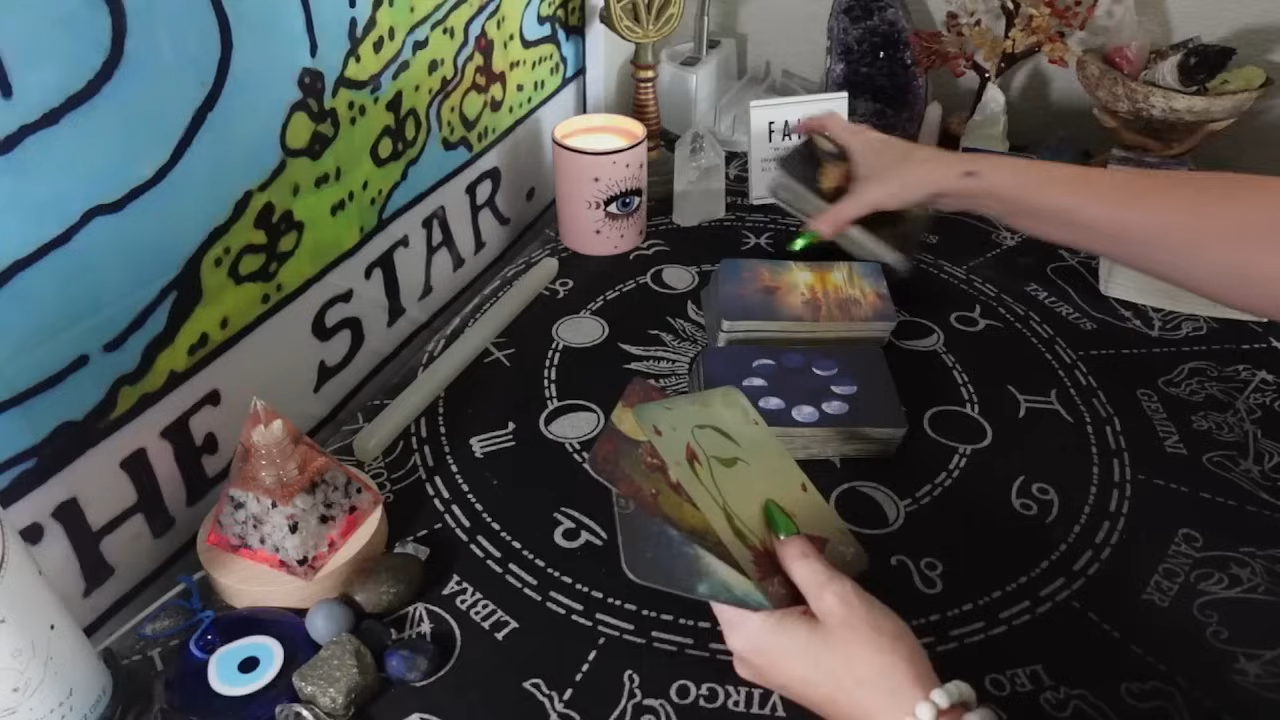 THE STAR.
FAI
TAURUS
GEMINI
CANCER
LEO
VIRGO
LIBRA